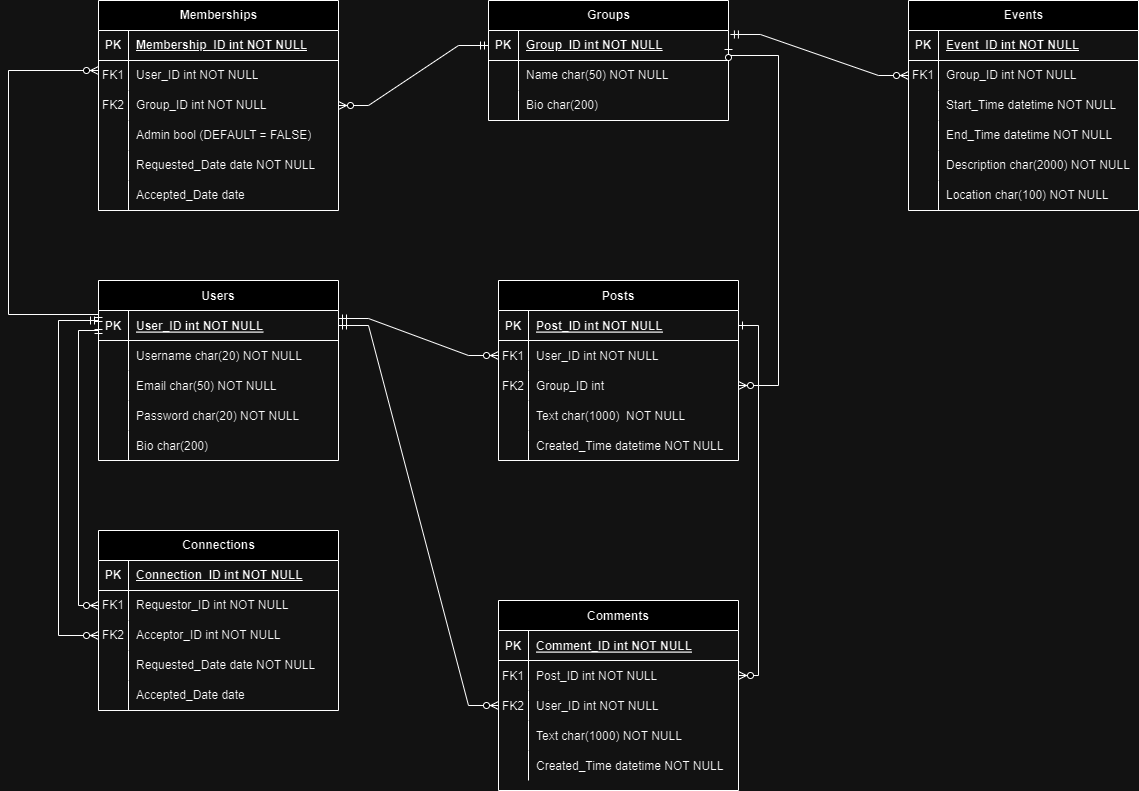 Memberships
PK Membership_ID int NOT NULL
FK1 User_ID int NOT NULL
FK2 Group_ID int NOT NULL
Admin bool (DEFAULT = FALSE)
Requested_Date date NOT NULL
Accepted_Date date
Groups
PK Group_ID int NOT NULL
Name char(50) NOT NULL
Bio char(200)
Events
PK Event_ID int NOT NULL
FK1 Group_ID int NOT NULL
Start_Time datetime NOT NULL
End_Time datetime NOT NULL
Description char(2000) NOT NULL
Location char(100) NOT NULL
Users
PK User_ID int NOT NULL
Username char(20) NOT NULL
Email char(50) NOT NULL
Password char(20) NOT NULL
Bio char(200)
Posts
PK Post_ID int NOT NULL
FK1 User_ID int NOT NULL
FK2 Group_ID int
Text char(1000) NOT NULL
Created_Time datetime NOT NULL
Connections
PK Connection_ID int NOT NULL
FK1 Requestor_ID int NOT NULL
FK2 Acceptor_ID int NOT NULL
Requested_Date date NOT NULL
Accepted_Date date
Comments
PK Comment_ID int NOT NULL
FK1 Post_ID int NOT NULL
FK2 User_ID int NOT NULL
Text char(1000) NOT NULL
Created_Time datetime NOT NULL